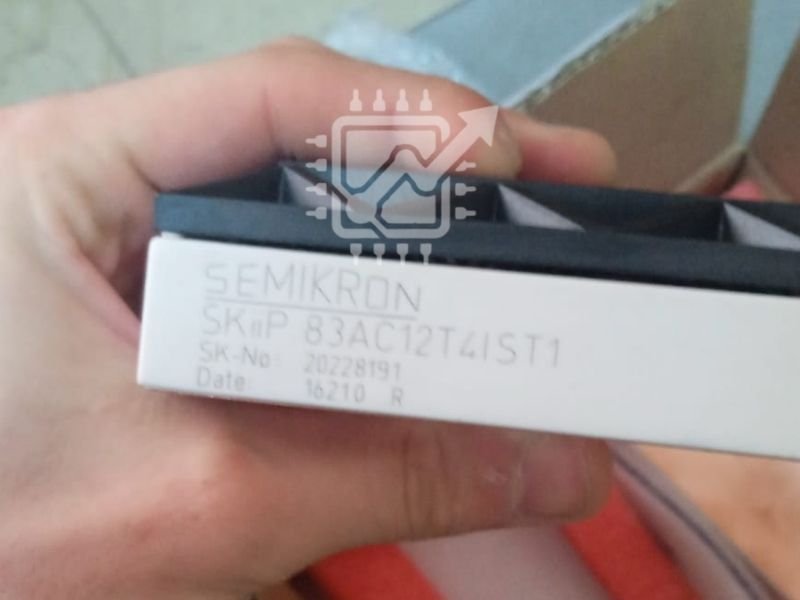 SEMIKRON
SKiiP 83AC12T4IST1
SK-No: 20228191
Date: 16210 R